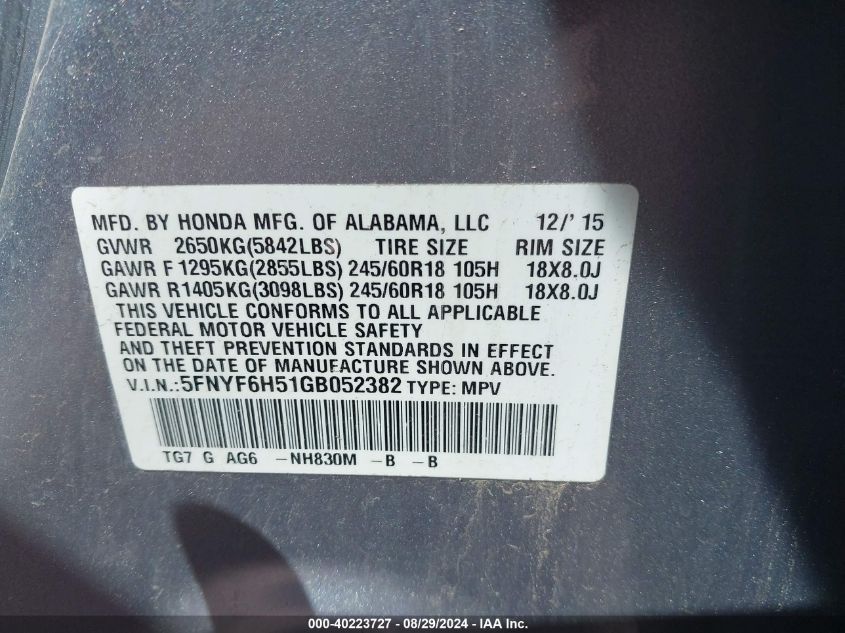 MFD. BY HONDA MFG. OF ALABAMA, LLC 12/' 15
GVWR 2650KG(5842LBS) TIRE SIZE RIM SIZE
GAWR F 1295KG(2855LBS) 245/60R18 105H 18X8.0J
GAWR R1405KG(3098LBS) 245/60R18 105H 18X8.0J
THIS VEHICLE CONFORMS TO ALL APPLICABLE
FEDERAL MOTOR VEHICLE SAFETY
AND THEFT PREVENTION STANDARDS IN EFFECT
ON THE DATE OF MANUFACTURE SHOWN ABOVE.
V.I.N.:5FNYF6H51GB052382 TYPE: MPV
TG7 G AG6 -NH830M -B -B
000-40223727 - 08/29/2024 - IAA, Inc.